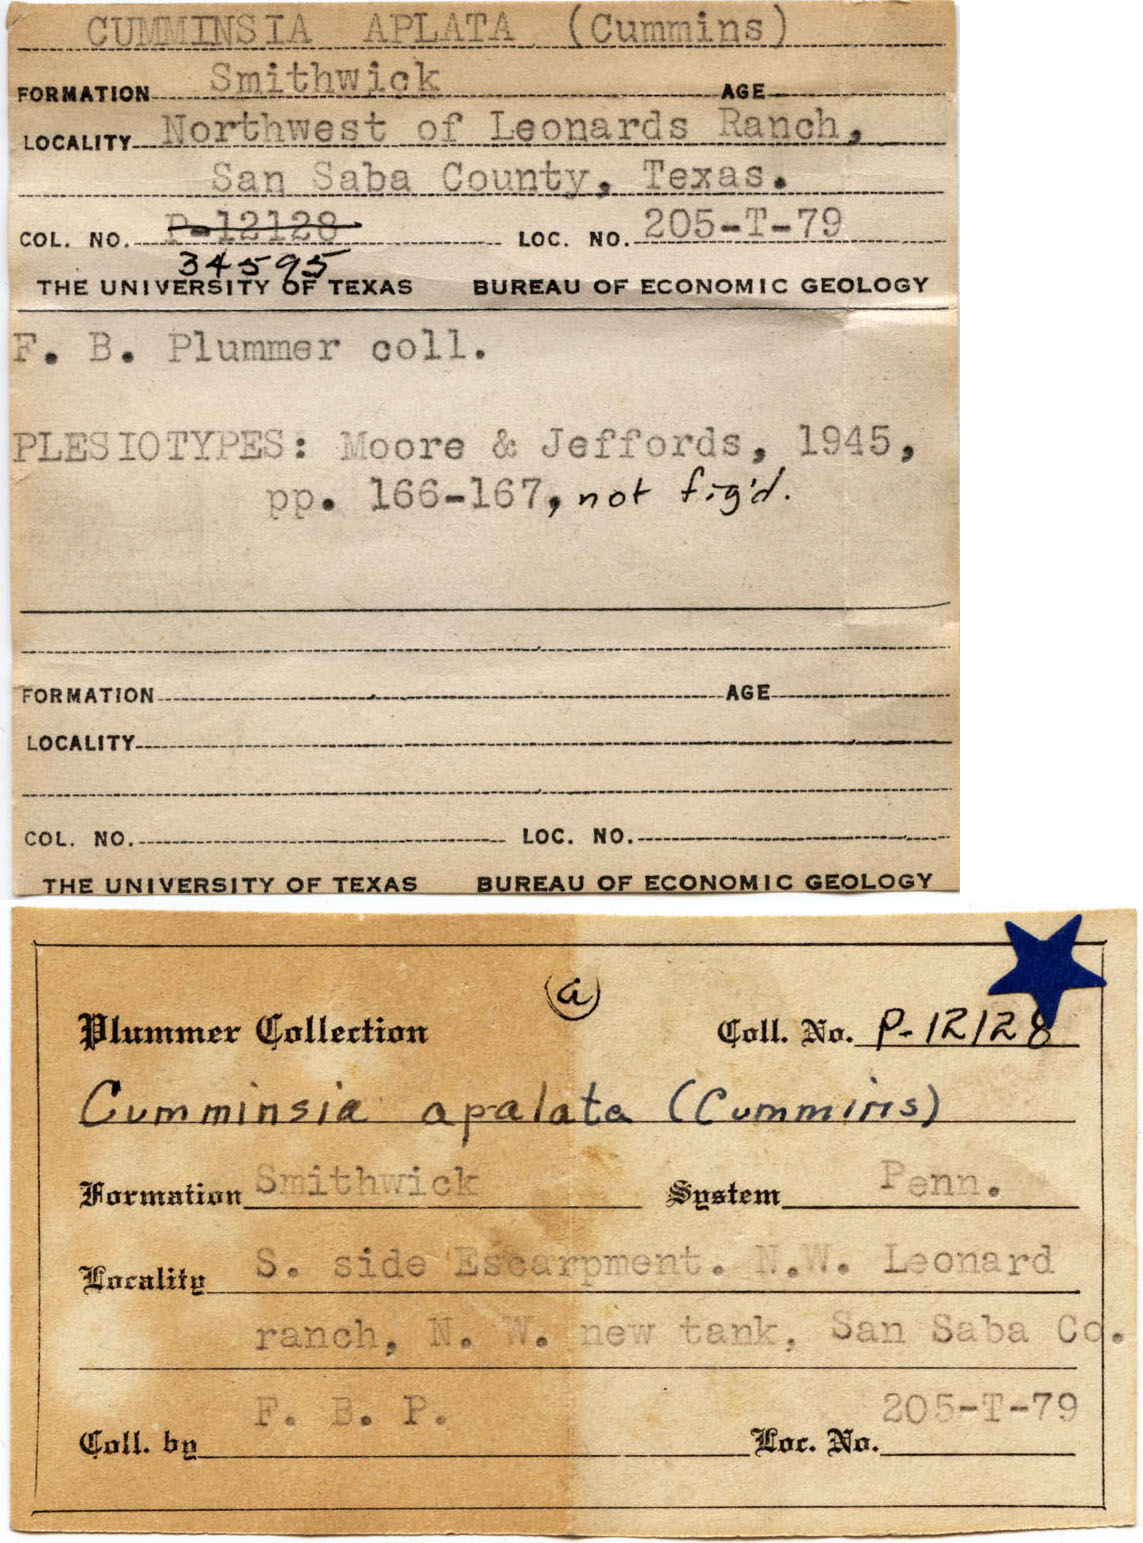 CUMMINSIA APLATA (Cummins)
FORMATION Smithwick AGE
LOCALITY Northwest of Leonards Ranch,
San Saba County, Texas.
COL. NO. P-12128 LOC. NO. 205-T-79
34595
THE UNIVERSITY OF TEXAS BUREAU OF ECONOMIC GEOLOGY
F. B. Plummer coll.
PLESIOTYPES: Moore & Jeffords, 1945,
pp. 166-167, not fig'd.
FORMATION AGE
LOCALITY
COL. NO. LOC. NO.
THE UNIVERSITY OF TEXAS BUREAU OF ECONOMIC GEOLOGY
a
Plummer Collection Coll. No. P-12128
Cumminsia apalata (Cummins)
Formation Smithwick System Penn.
Locality S. side Escarpment. N.W. Leonard
ranch, N. W. new tank, San Saba Co.
Coll. by F. B. P. Loc. No. 205-T-79